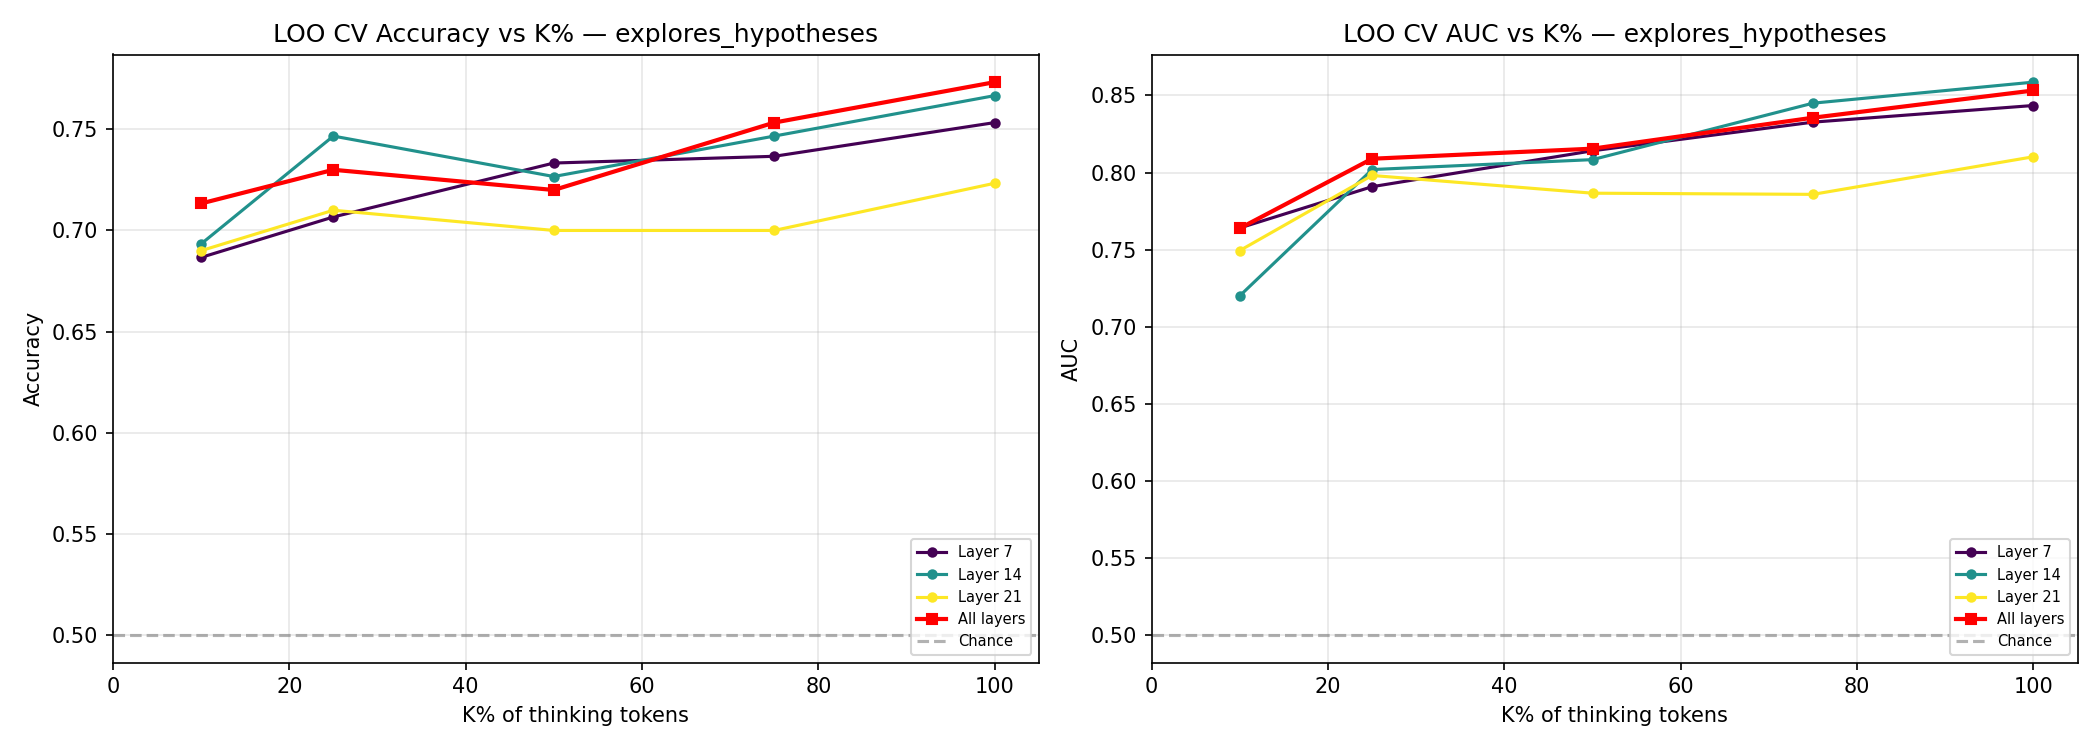 LOO CV Accuracy vs K% — explores_hypotheses
Accuracy
0.75
0.70
0.65
0.60
0.55
0.50
0
20
40
60
80
100
K% of thinking tokens
Layer 7
Layer 14
Layer 21
All layers
Chance
LOO CV AUC vs K% — explores_hypotheses
AUC
0.85
0.80
0.75
0.70
0.65
0.60
0.55
0.50
0
20
40
60
80
100
K% of thinking tokens
Layer 7
Layer 14
Layer 21
All layers
Chance